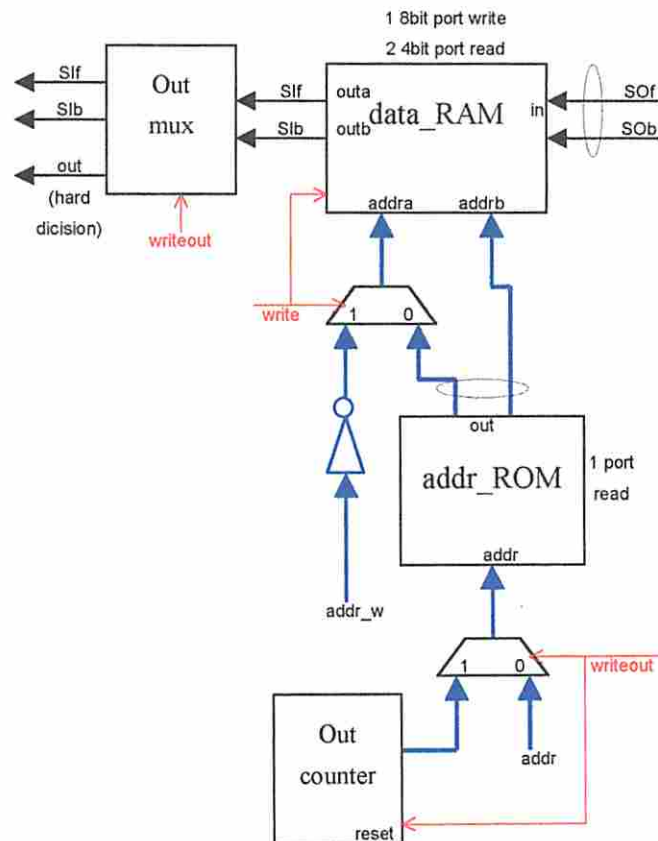 1 8bit port write
2 4bit port read
SIf
SIb
out
(hard
dicision)
Out
mux
SIf
SIb
outa
outb
data_RAM
in
SOf
SOb
addra
addrb
writeout
write
1
0
out
addr_ROM
1 port
read
addr
addr_w
1
0
writeout
Out
counter
addr
reset